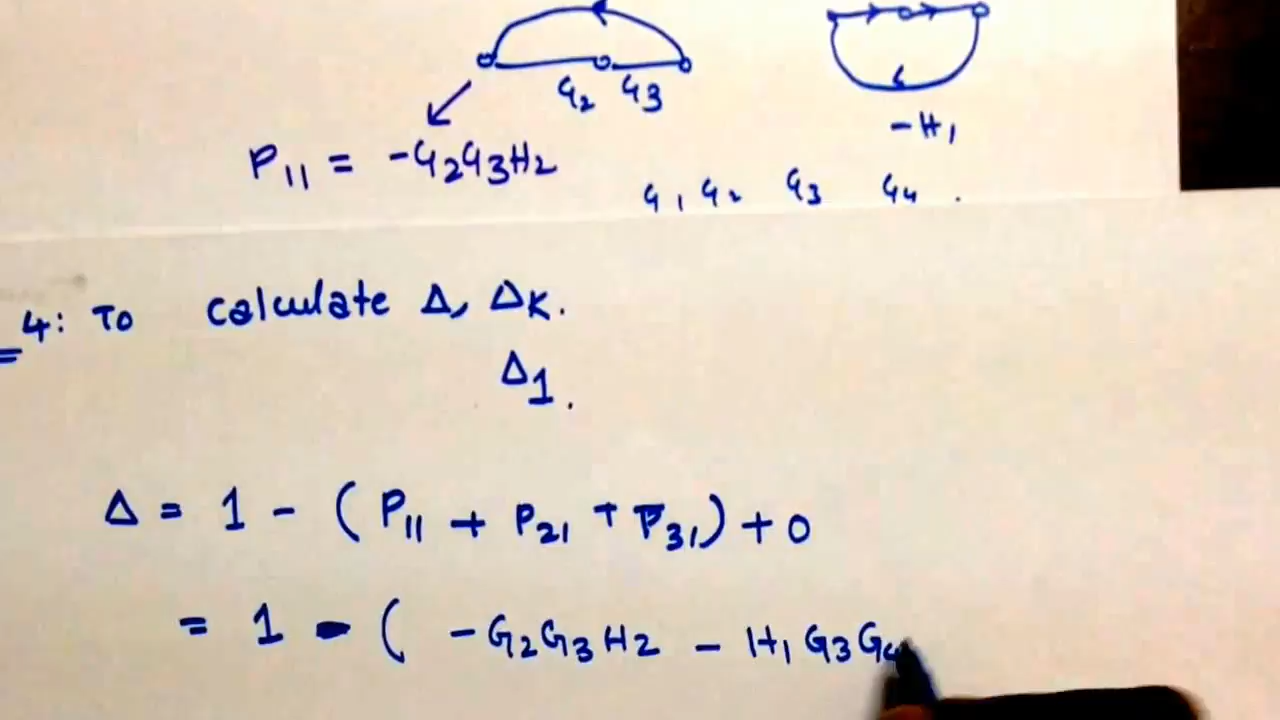 G2 G3
-H1
P11 = -G2G3H2
G1 G2 G3 G4 .
4: To calculate Δ, ΔK.
Δ1.
Δ = 1 - (P11 + P21 + P31) + 0
= 1 - ( -G2G3H2 - H1G3G4